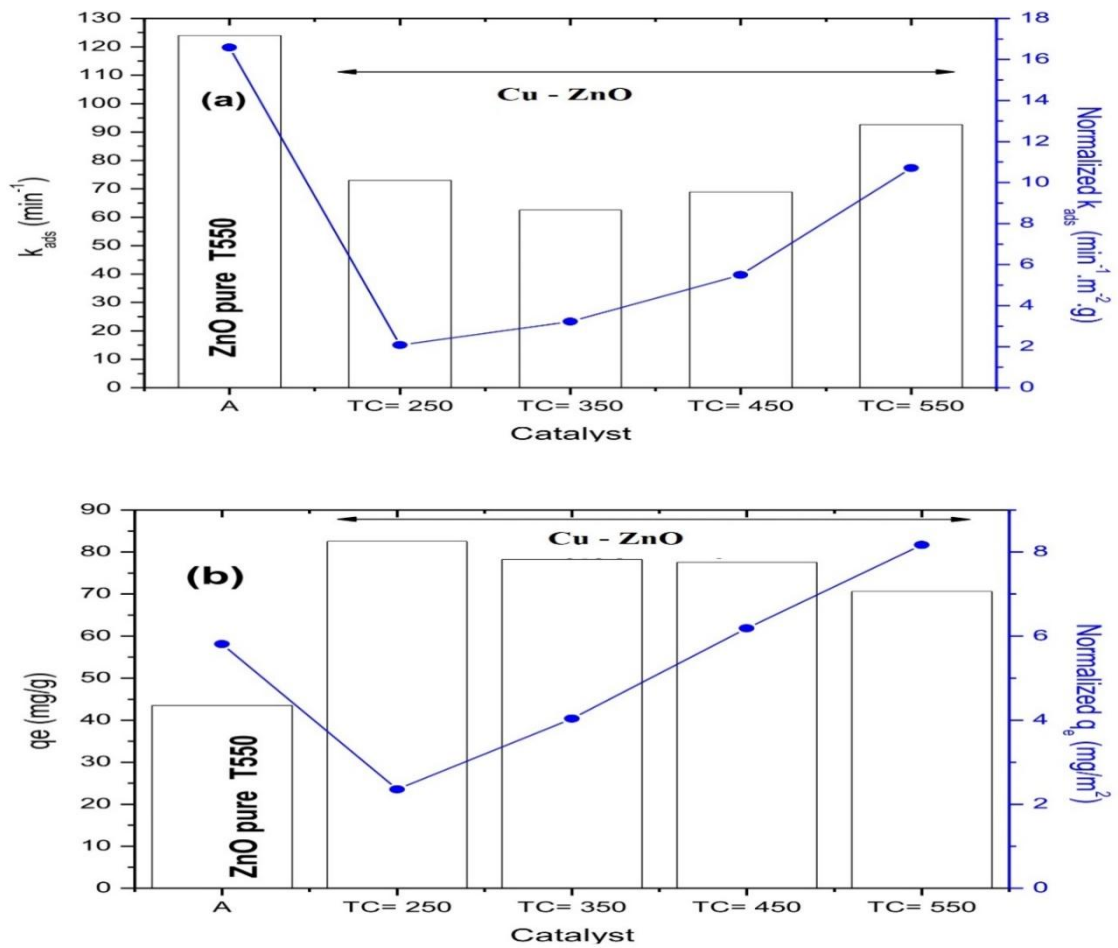 130
120
110
100
90
80
70
60
50
40
30
20
10
0
k_ads (min⁻¹)
(a)
Cu - ZnO
ZnO pure T550
18
16
14
12
10
8
6
4
2
0
Normalized k_ads (min⁻¹.m⁻².g)
A TC= 250 TC= 350 TC= 450 TC= 550
Catalyst
90
80
70
60
50
40
30
20
10
0
qe (mg/g)
(b)
Cu - ZnO
ZnO pure T550
8
6
4
2
0
Normalized q_e (mg/m²)
A TC= 250 TC= 350 TC= 450 TC= 550
Catalyst